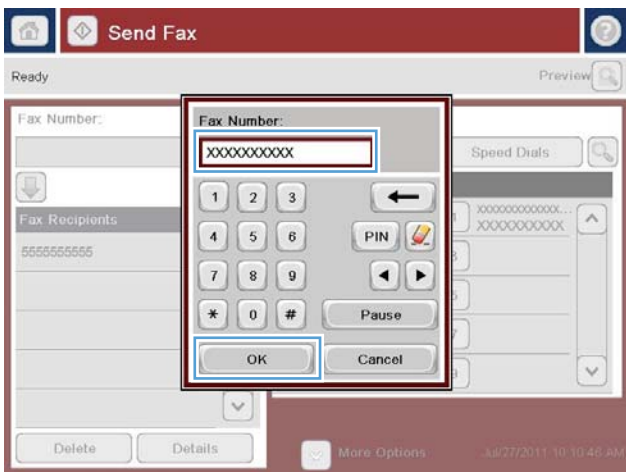 Send Fax
Ready
Preview
Fax Number:
Speed Dials
Fax Recipients
5555555555
XXXXXXXXXXXXX...
XXXXXXXXXX
Fax Number:
XXXXXXXXXX
1 2 3
4 5 6 PIN
7 8 9
* 0 # Pause
OK Cancel
Delete Details
More Options
Jul/27/2011 10:10:46 AM